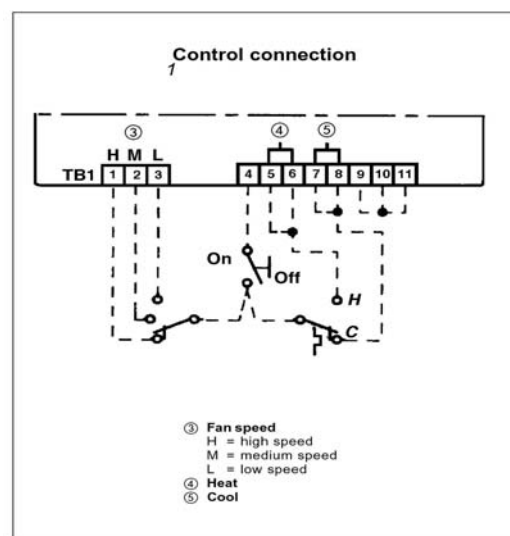 Control connection
1
④ ⑤
③
H M L
TB1 1 2 3 4 5 6 7 8 9 10 11
On
Off
H
C
③ Fan speed
H = high speed
M = medium speed
L = low speed
④ Heat
⑤ Cool